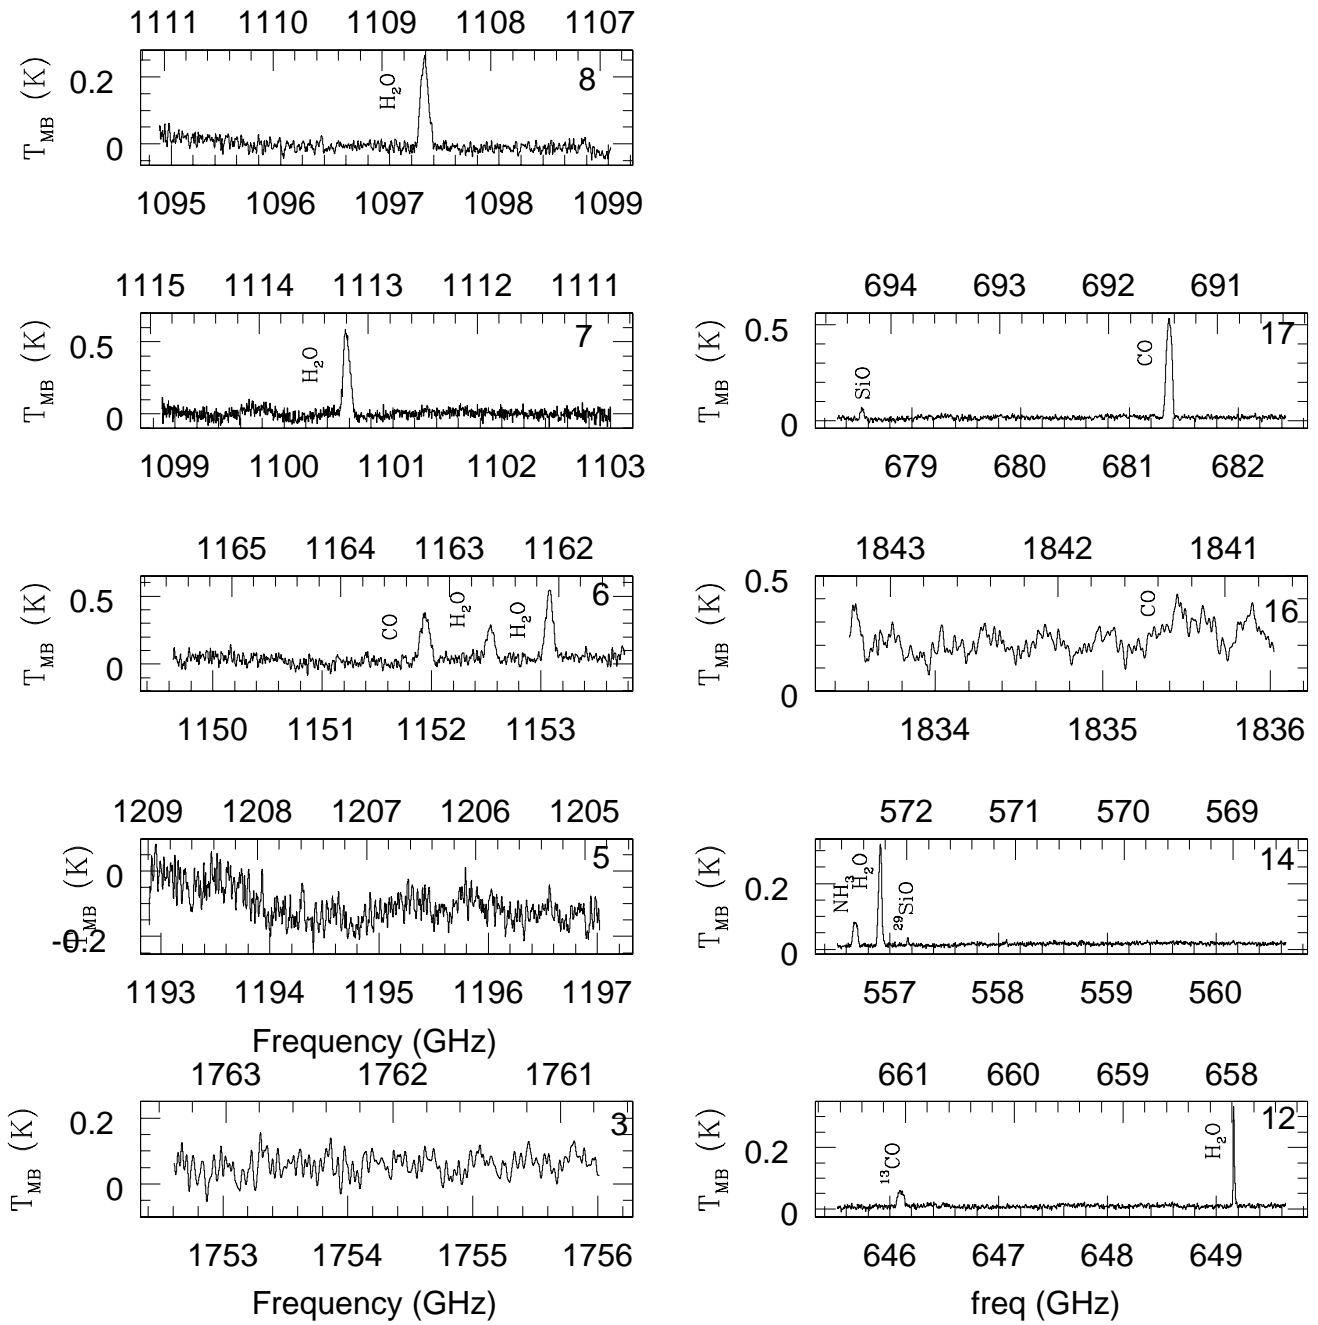 1111 1110 1109 1108 1107
T_MB (K)
0.2
0
H₂O
8
1095 1096 1097 1098 1099
1115 1114 1113 1112 1111
T_MB (K)
0.5
0
H₂O
7
1099 1100 1101 1102 1103
694 693 692 691
T_MB (K)
0.5
0
SiO
CO
17
679 680 681 682
1165 1164 1163 1162
T_MB (K)
0.5
0
CO
H₂O
H₂O
6
1150 1151 1152 1153
1843 1842 1841
T_MB (K)
0.5
0
CO
16
1834 1835 1836
1209 1208 1207 1206 1205
T_MB (K)
0
-0.2
5
1193 1194 1195 1196 1197
Frequency (GHz)
572 571 570 569
T_MB (K)
0.2
0
NH₃
H₂O
²⁹SiO
14
557 558 559 560
1763 1762 1761
T_MB (K)
0.2
0
3
1753 1754 1755 1756
Frequency (GHz)
661 660 659 658
T_MB (K)
0.2
0
¹³CO
H₂O
12
646 647 648 649
freq (GHz)